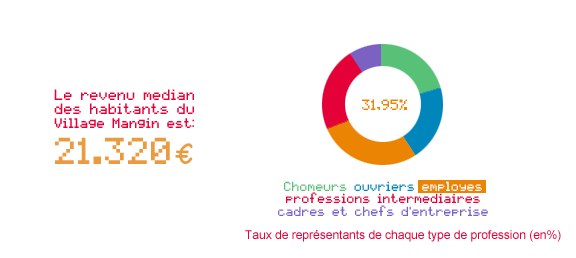 Le revenu median
des habitants du
Village Mangin est:
21.320€
31,95%
Chomeurs ouvriers employes
professions intermediaires
cadres et chefs d'entreprise
Taux de représentants de chaque type de profession (en%)